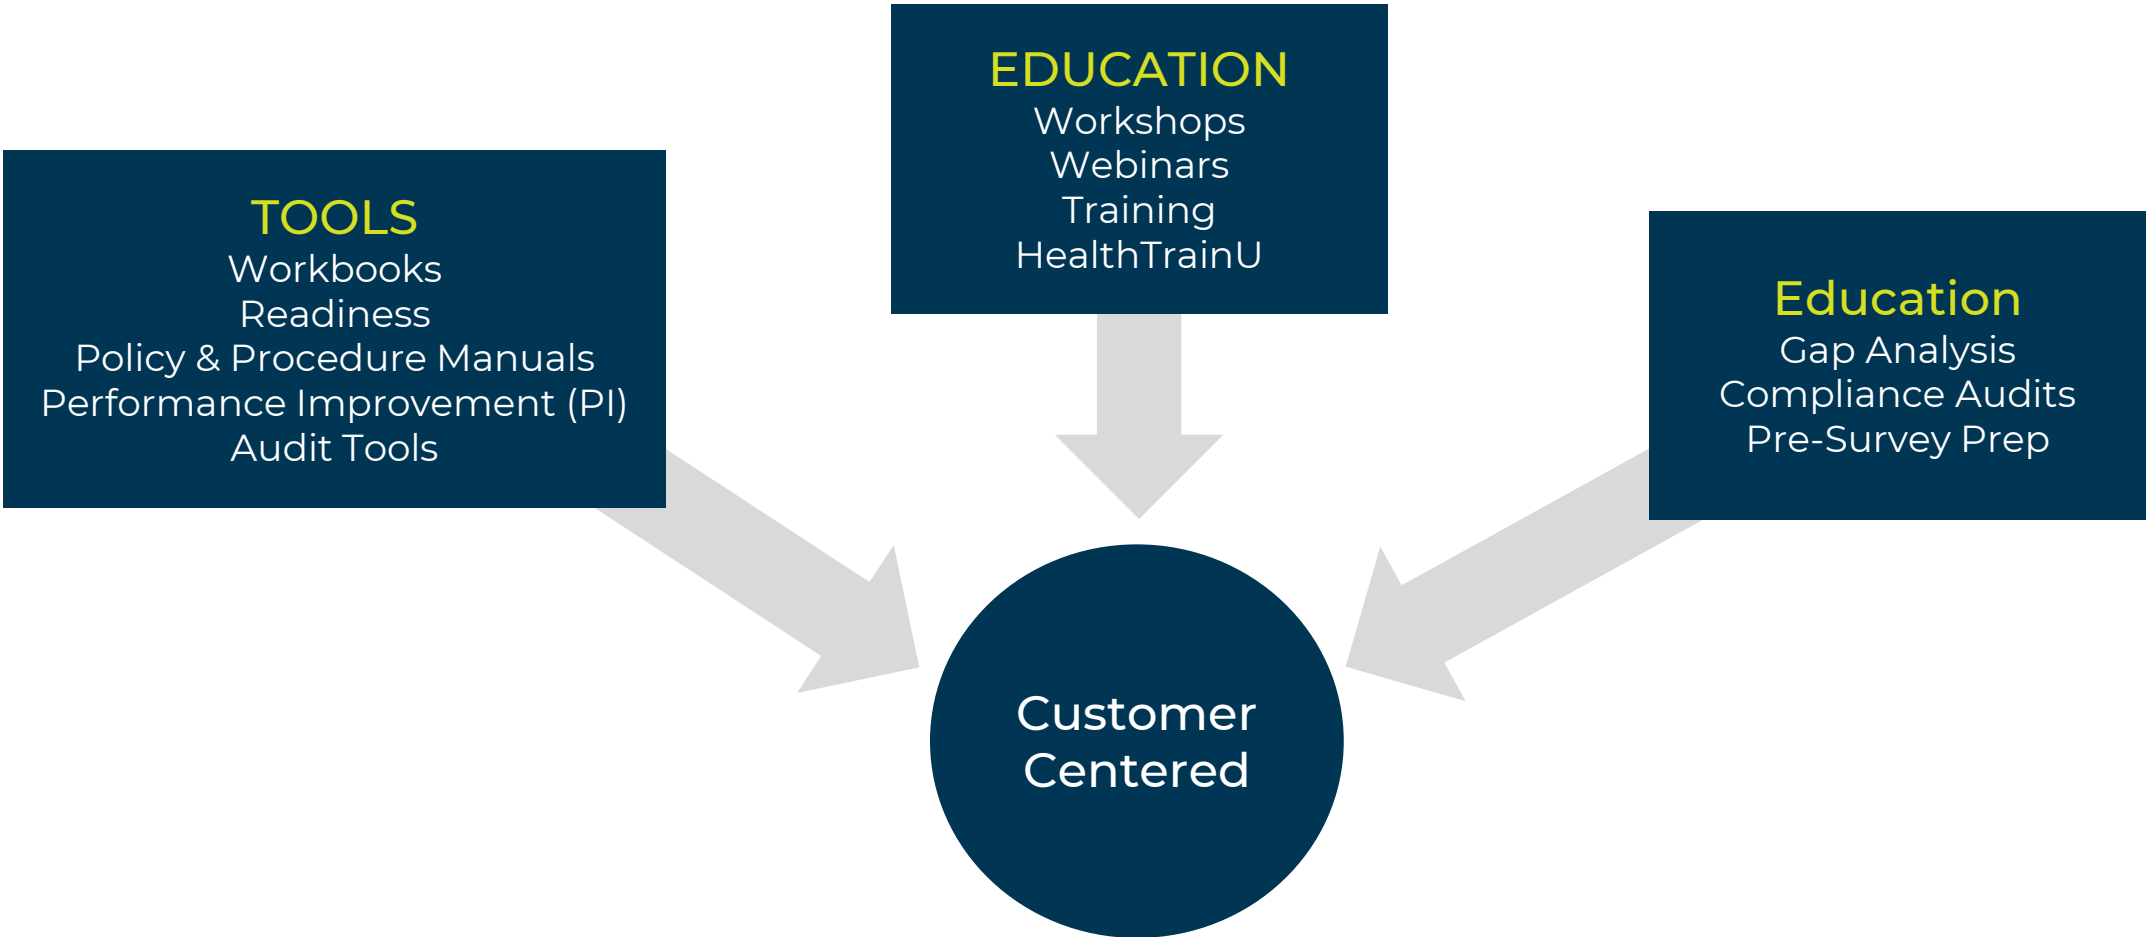 TOOLS
Workbooks
Readiness
Policy & Procedure Manuals
Performance Improvement (PI)
Audit Tools
EDUCATION
Workshops
Webinars
Training
HealthTrainU
Education
Gap Analysis
Compliance Audits
Pre-Survey Prep
Customer
Centered